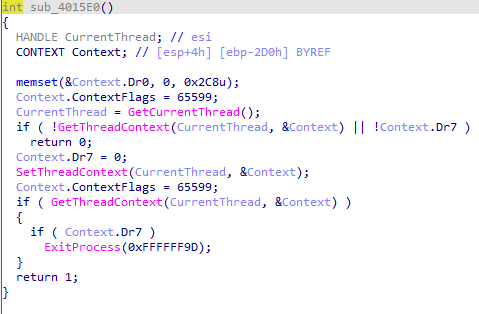 int sub_4015E0()
{
HANDLE CurrentThread; // esi
CONTEXT Context; // [esp+4h] [ebp-2D0h] BYREF
memset(&Context.Dr0, 0, 0x2C8u);
Context.ContextFlags = 65599;
CurrentThread = GetCurrentThread();
if ( !GetThreadContext(CurrentThread, &Context) || !Context.Dr7 )
return 0;
Context.Dr7 = 0;
SetThreadContext(CurrentThread, &Context);
Context.ContextFlags = 65599;
if ( GetThreadContext(CurrentThread, &Context) )
{
if ( Context.Dr7 )
ExitProcess(0xFFFFFF9D);
}
return 1;
}